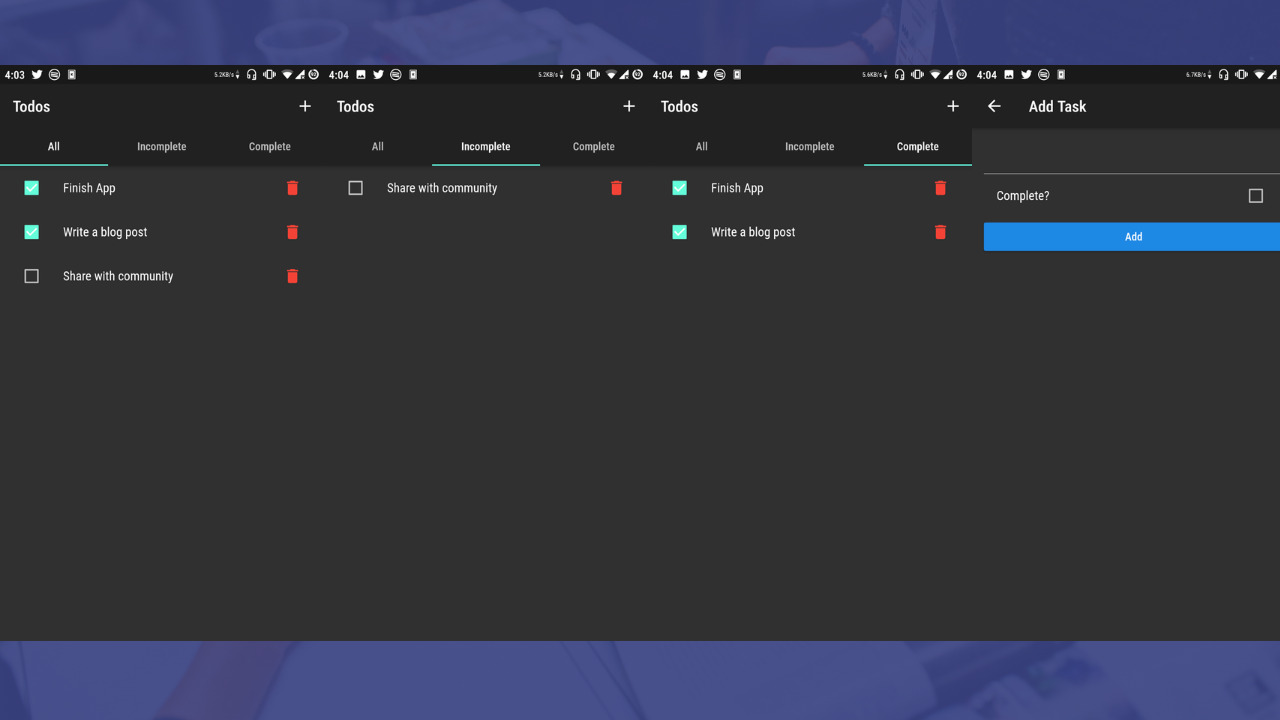 4:03 5.2KB/s
Todos +
All Incomplete Complete
Finish App
Write a blog post
Share with community
4:04 5.2KB/s
Todos +
All Incomplete Complete
Share with community
4:04 5.6KB/s
Todos +
All Incomplete Complete
Finish App
Write a blog post
4:04 6.7KB/s
Add Task
Complete?
Add